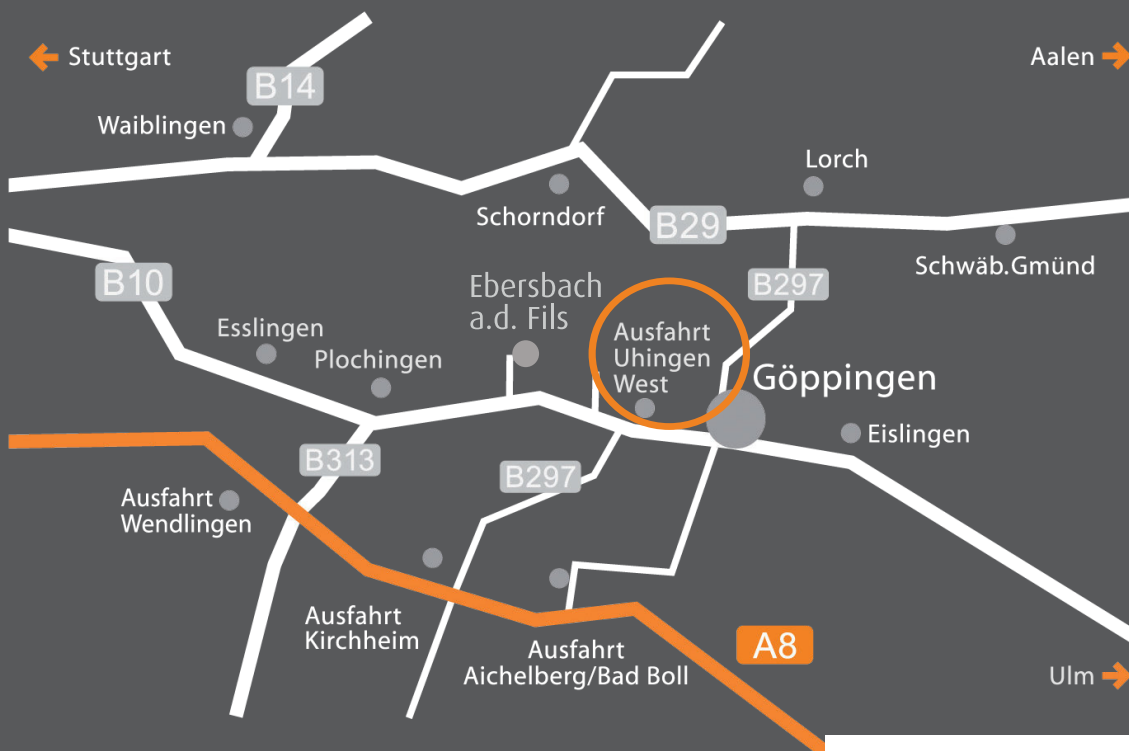 Stuttgart
Aalen
B14
Waiblingen
Lorch
Schorndorf
B29
Schwäb.Gmünd
B10
B297
Ebersbach
a.d. Fils
Esslingen
Plochingen
Ausfahrt
Uhingen
West
Göppingen
Eislingen
B313
B297
Ausfahrt
Wendlingen
Ausfahrt
Kirchheim
Ausfahrt
Aichelberg/Bad Boll
A8
Ulm